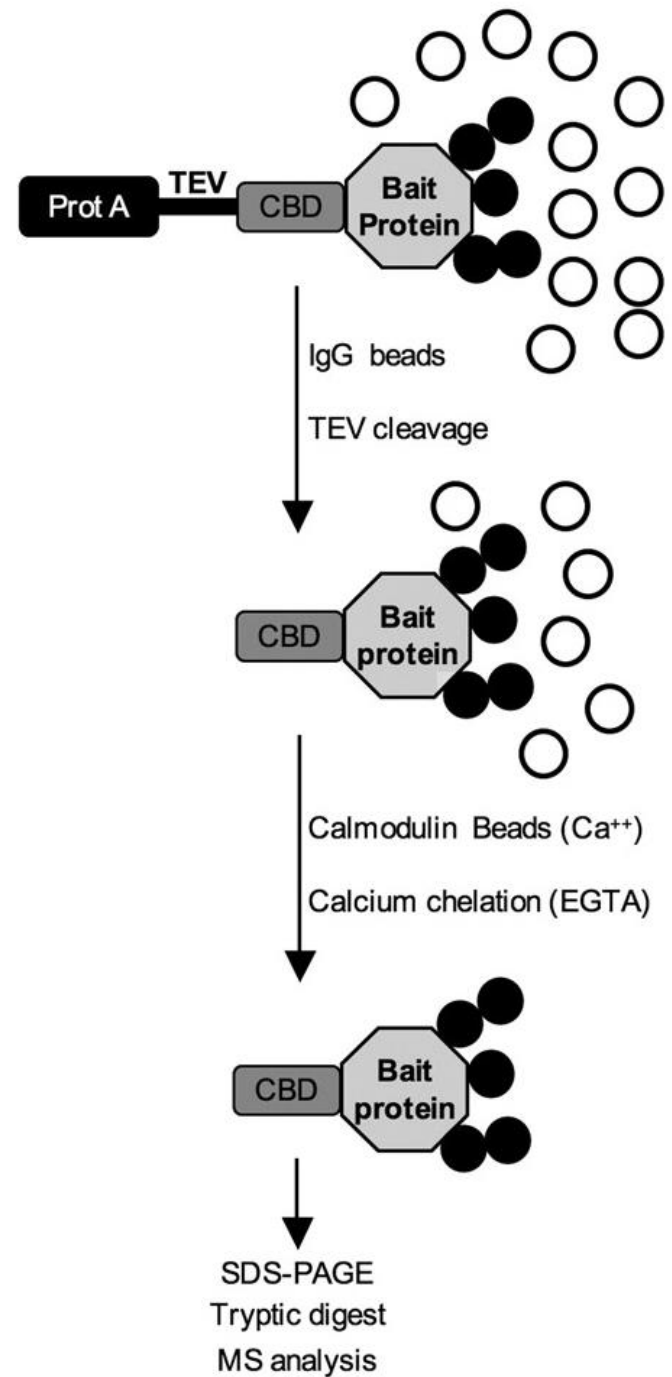 Prot A
TEV
CBD
Bait
Protein
IgG beads
TEV cleavage
CBD
Bait
protein
Calmodulin Beads (Ca⁺⁺)
Calcium chelation (EGTA)
CBD
Bait
protein
SDS-PAGE
Tryptic digest
MS analysis